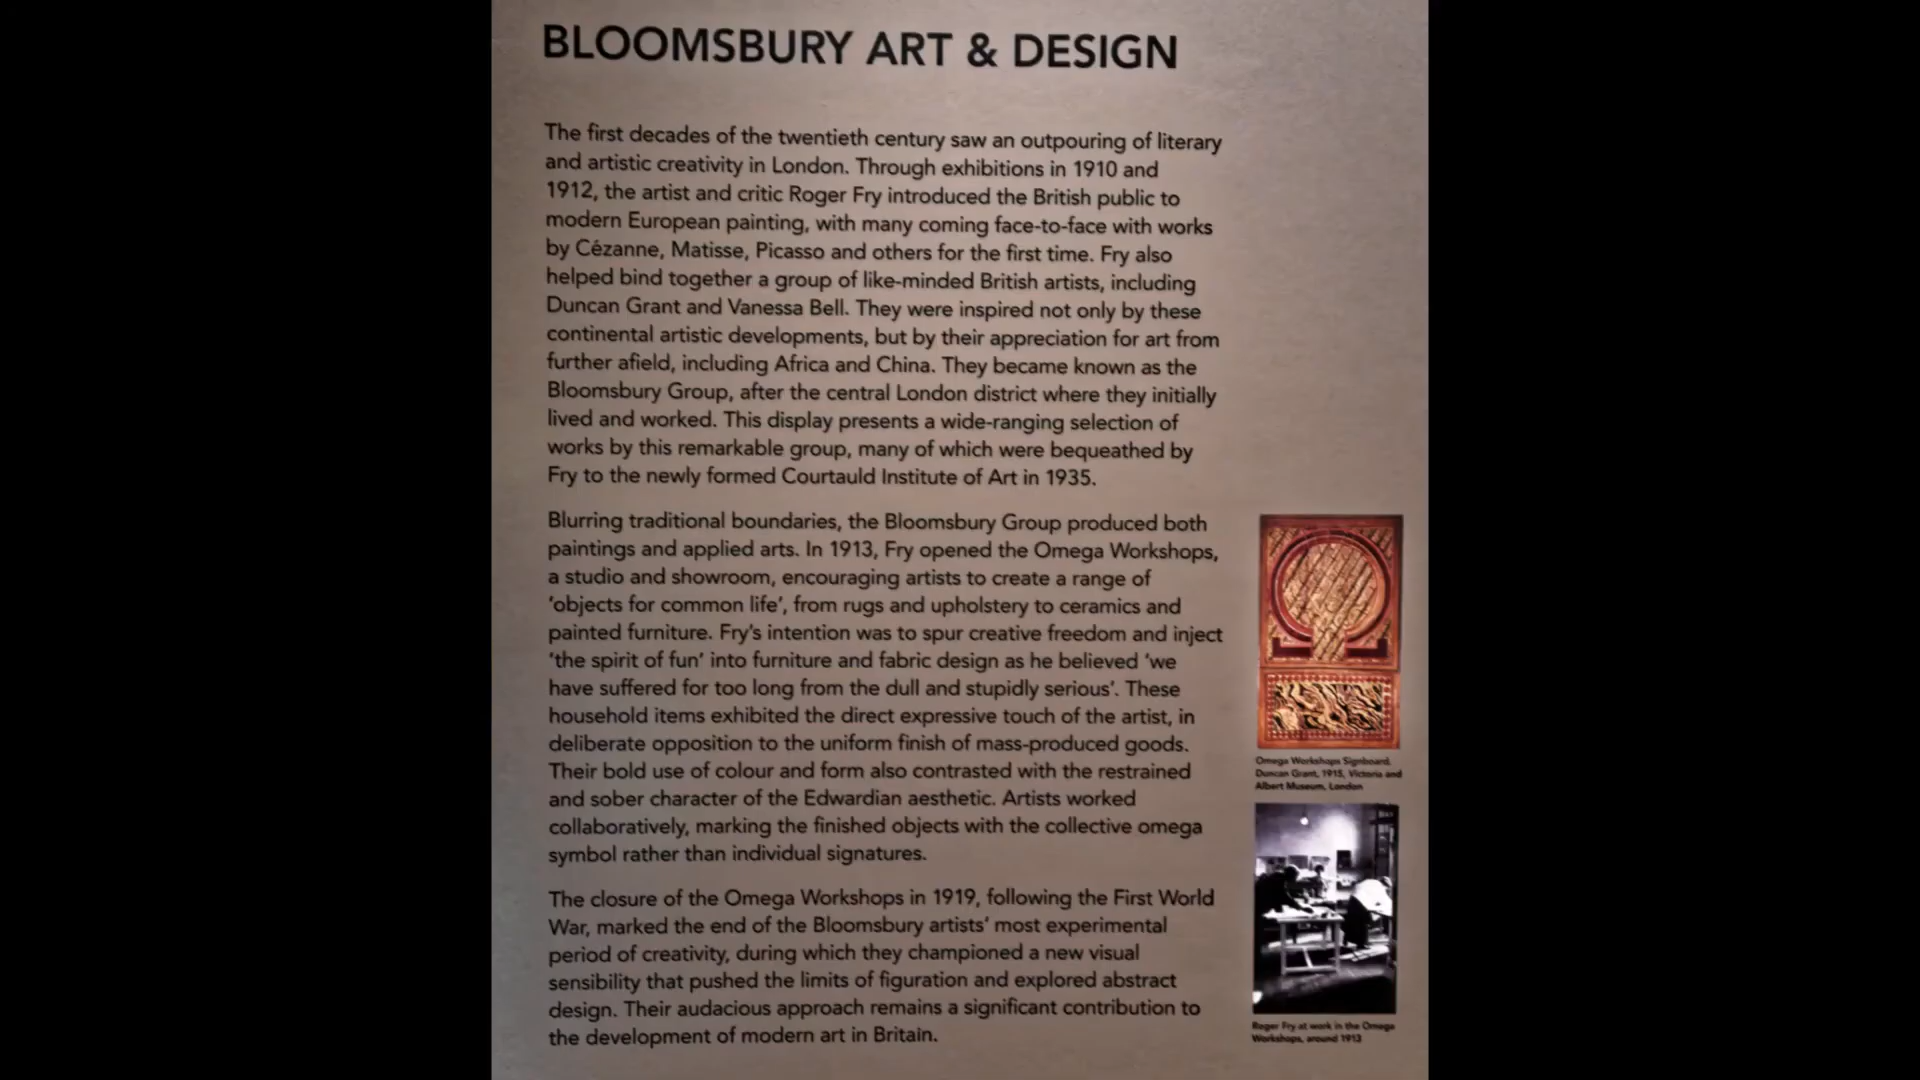 BLOOMSBURY ART & DESIGN
The first decades of the twentieth century saw an outpouring of literary
and artistic creativity in London. Through exhibitions in 1910 and
1912, the artist and critic Roger Fry introduced the British public to
modern European painting, with many coming face-to-face with works
by Cézanne, Matisse, Picasso and others for the first time. Fry also
helped bind together a group of like-minded British artists, including
Duncan Grant and Vanessa Bell. They were inspired not only by these
continental artistic developments, but by their appreciation for art from
further afield, including Africa and China. They became known as the
Bloomsbury Group, after the central London district where they initially
lived and worked. This display presents a wide-ranging selection of
works by this remarkable group, many of which were bequeathed by
Fry to the newly formed Courtauld Institute of Art in 1935.
Blurring traditional boundaries, the Bloomsbury Group produced both
paintings and applied arts. In 1913, Fry opened the Omega Workshops,
a studio and showroom, encouraging artists to create a range of
‘objects for common life’, from rugs and upholstery to ceramics and
painted furniture. Fry’s intention was to spur creative freedom and inject
‘the spirit of fun’ into furniture and fabric design as he believed ‘we
have suffered for too long from the dull and stupidly serious’. These
household items exhibited the direct expressive touch of the artist, in
deliberate opposition to the uniform finish of mass-produced goods.
Their bold use of colour and form also contrasted with the restrained
and sober character of the Edwardian aesthetic. Artists worked
collaboratively, marking the finished objects with the collective omega
symbol rather than individual signatures.
The closure of the Omega Workshops in 1919, following the First World
War, marked the end of the Bloomsbury artists’ most experimental
period of creativity, during which they championed a new visual
sensibility that pushed the limits of figuration and explored abstract
design. Their audacious approach remains a significant contribution to
the development of modern art in Britain.
Omega Workshops Signboard,
Duncan Grant, 1915, Victoria and
Albert Museum, London
Roger Fry at work in the Omega
Workshops, around 1913